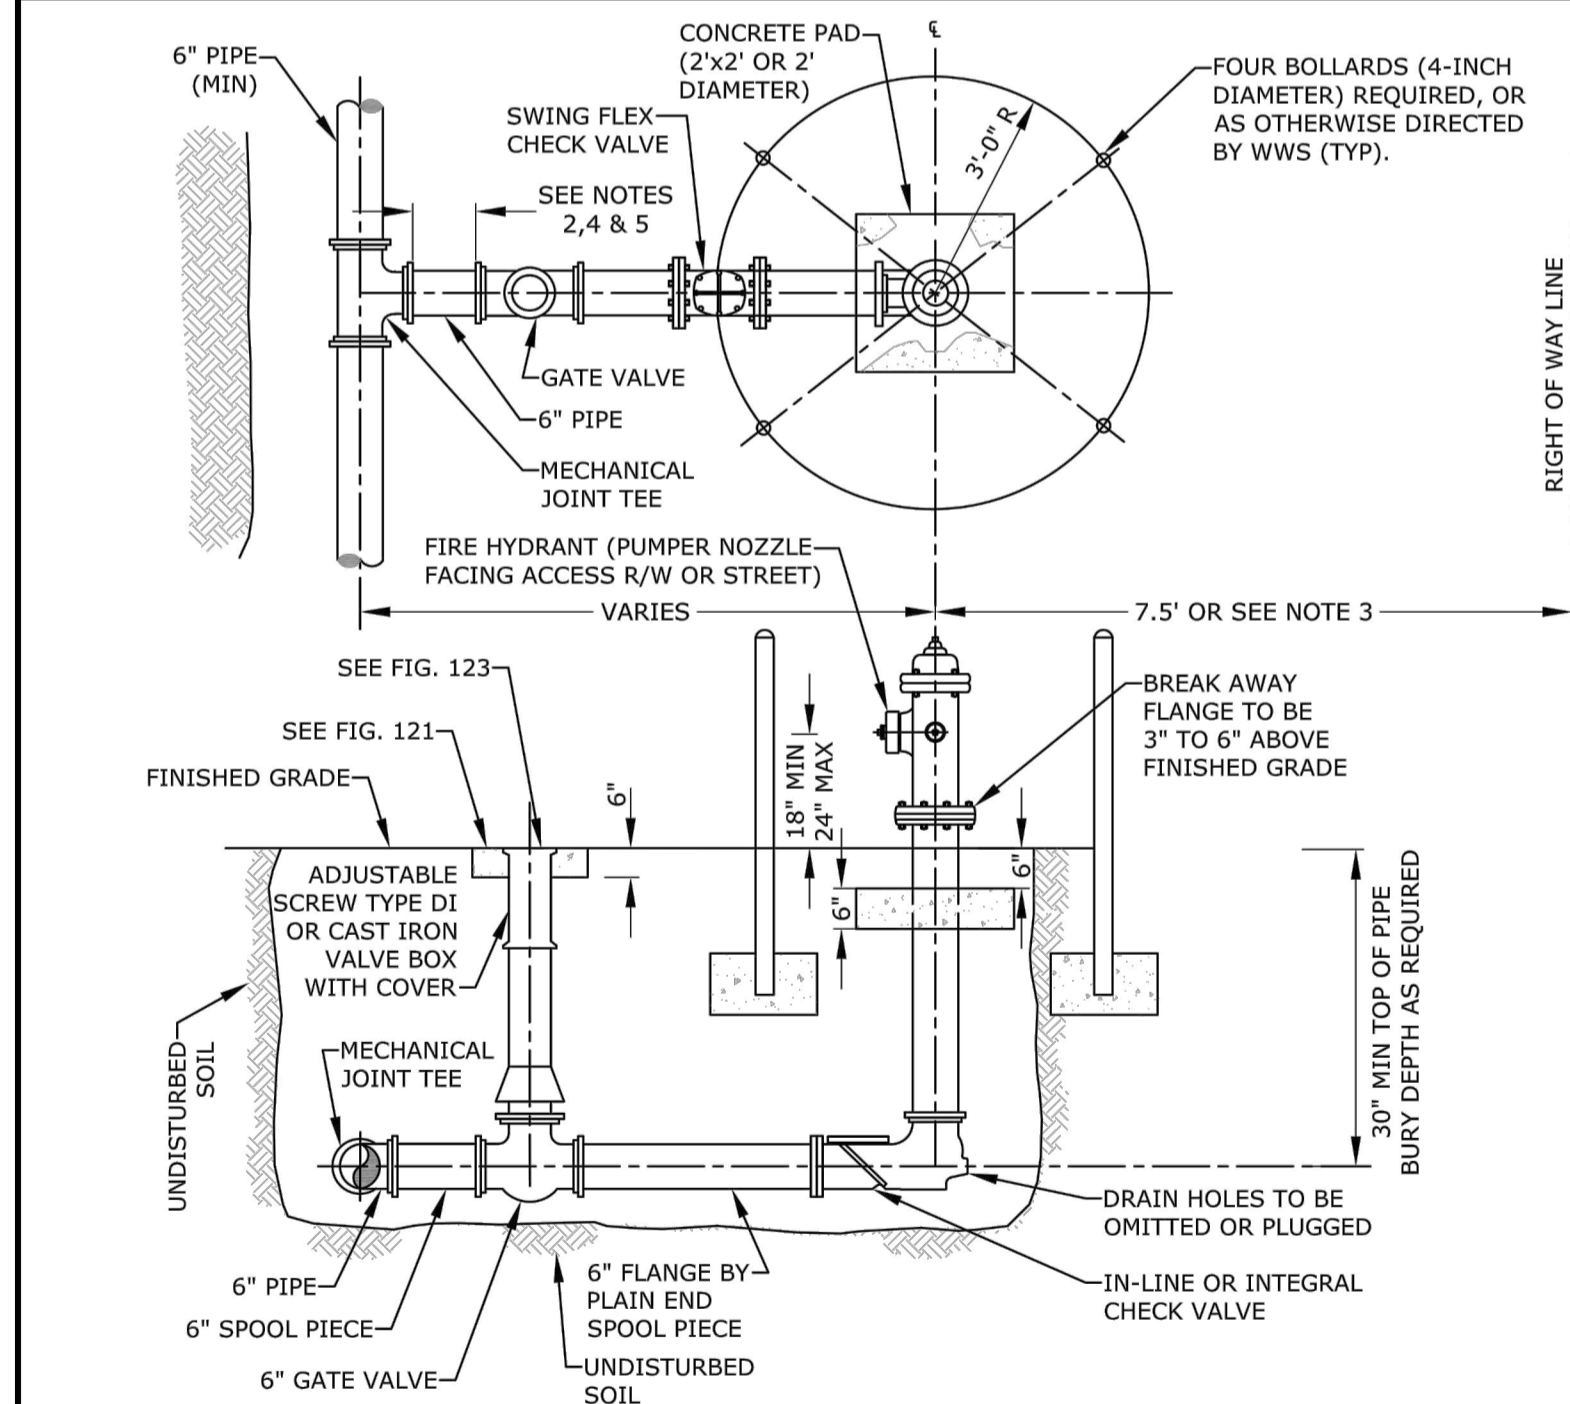 6" PIPE
(MIN)
CONCRETE PAD
(2'x2' OR 2'
DIAMETER)
℄
FOUR BOLLARDS (4-INCH
DIAMETER) REQUIRED, OR
AS OTHERWISE DIRECTED
BY WWS (TYP).
SWING FLEX
CHECK VALVE
3'-0" R
SEE NOTES
2,4 & 5
RIGHT OF WAY LINE
GATE VALVE
6" PIPE
MECHANICAL
JOINT TEE
FIRE HYDRANT (PUMPER NOZZLE
FACING ACCESS R/W OR STREET)
VARIES
7.5' OR SEE NOTE 3
SEE FIG. 123
SEE FIG. 121
FINISHED GRADE
6"
18" MIN
24" MAX
BREAK AWAY
FLANGE TO BE
3" TO 6" ABOVE
FINISHED GRADE
ADJUSTABLE
SCREW TYPE DI
OR CAST IRON
VALVE BOX
WITH COVER
6"
6"
30" MIN TOP OF PIPE
BURY DEPTH AS REQUIRED
UNDISTURBED
SOIL
MECHANICAL
JOINT TEE
DRAIN HOLES TO BE
OMITTED OR PLUGGED
6" PIPE
6" SPOOL PIECE
6" GATE VALVE
6" FLANGE BY
PLAIN END
SPOOL PIECE
UNDISTURBED
SOIL
IN-LINE OR INTEGRAL
CHECK VALVE